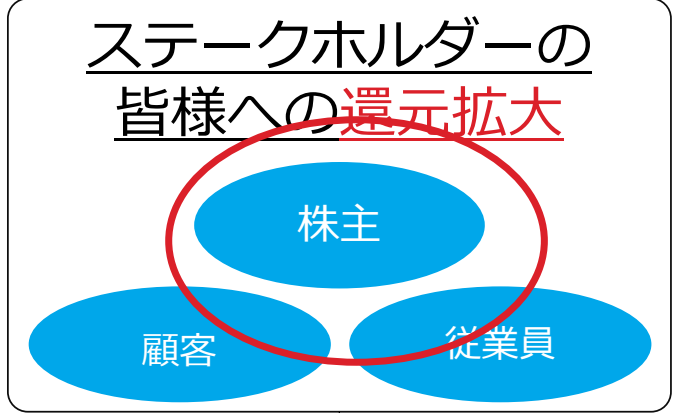 ステークホルダーの
皆様への還元拡大
株主
顧客
従業員